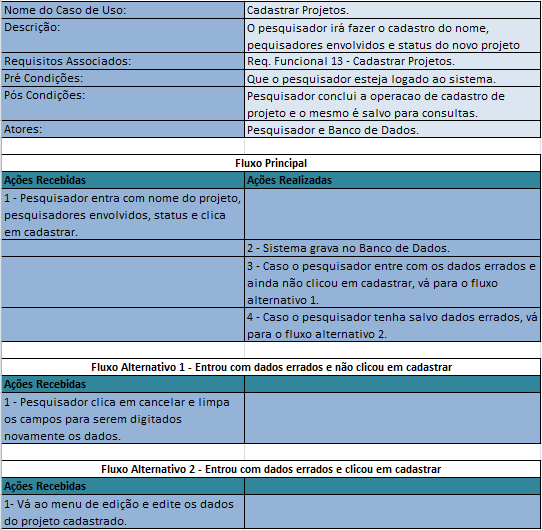 Nome do Caso de Uso: Cadastrar Projetos.
Descrição: O pesquisador irá fazer o cadastro do nome,
pequisadores envolvidos e status do novo projeto
Requisitos Associados: Req. Funcional 13 - Cadastrar Projetos.
Pré Condições: Que o pesquisador esteja logado ao sistema.
Pós Condições: Pesquisador conclui a operacao de cadastro de
projeto e o mesmo é salvo para consultas.
Atores: Pesquisador e Banco de Dados.
Fluxo Principal
Ações Recebidas Ações Realizadas
1 - Pesquisador entra com nome do projeto,
pesquisadores envolvidos, status e clica
em cadastrar.
2 - Sistema grava no Banco de Dados.
3 - Caso o pesquisador entre com os dados errados e
ainda não clicou em cadastrar, vá para o fluxo
alternativo 1.
4 - Caso o pesquisador tenha salvo dados errados, vá
para o fluxo alternativo 2.
Fluxo Alternativo 1 - Entrou com dados errados e não clicou em cadastrar
Ações Recebidas
1 - Pesquisador clica em cancelar e limpa
os campos para serem digitados
novamente os dados.
Fluxo Alternativo 2 - Entrou com dados errados e clicou em cadastrar
Ações Recebidas
1- Vá ao menu de edição e edite os dados
do projeto cadastrado.